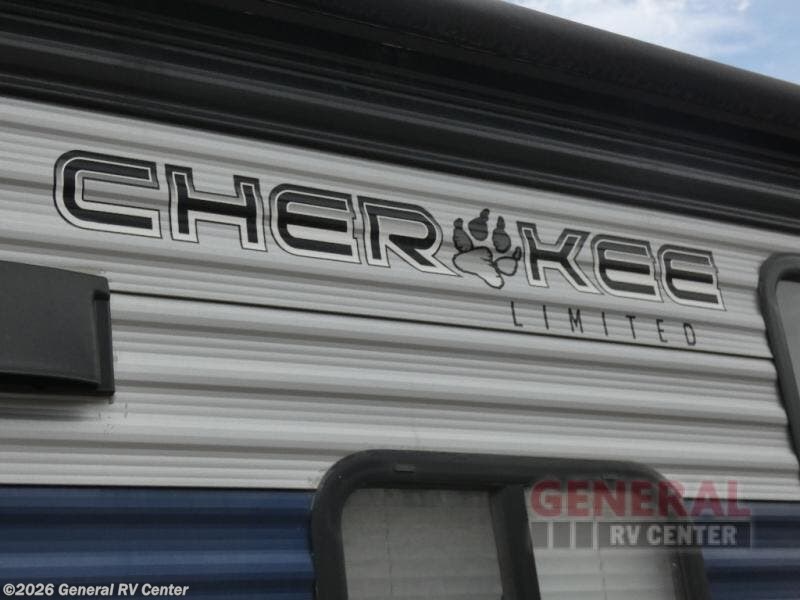 CHEROKEE
LIMITED
GENERAL
RV CENTER
©2026 General RV Center